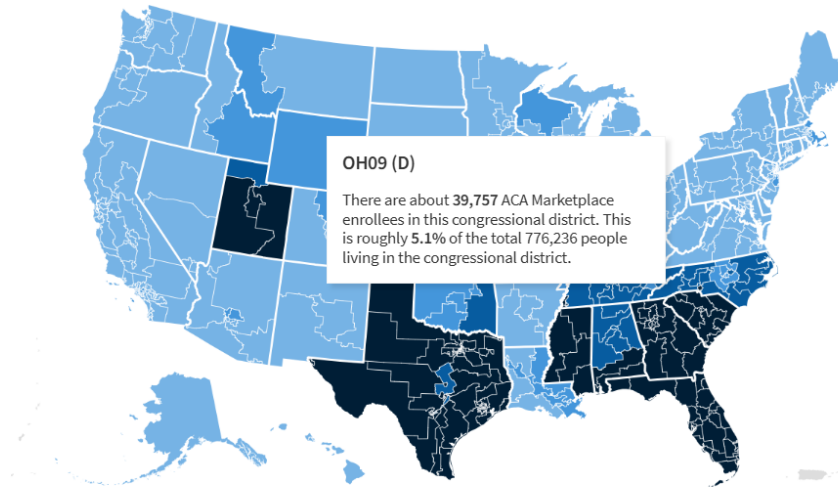 OH09 (D)
There are about 39,757 ACA Marketplace
enrollees in this congressional district. This
is roughly 5.1% of the total 776,236 people
living in the congressional district.